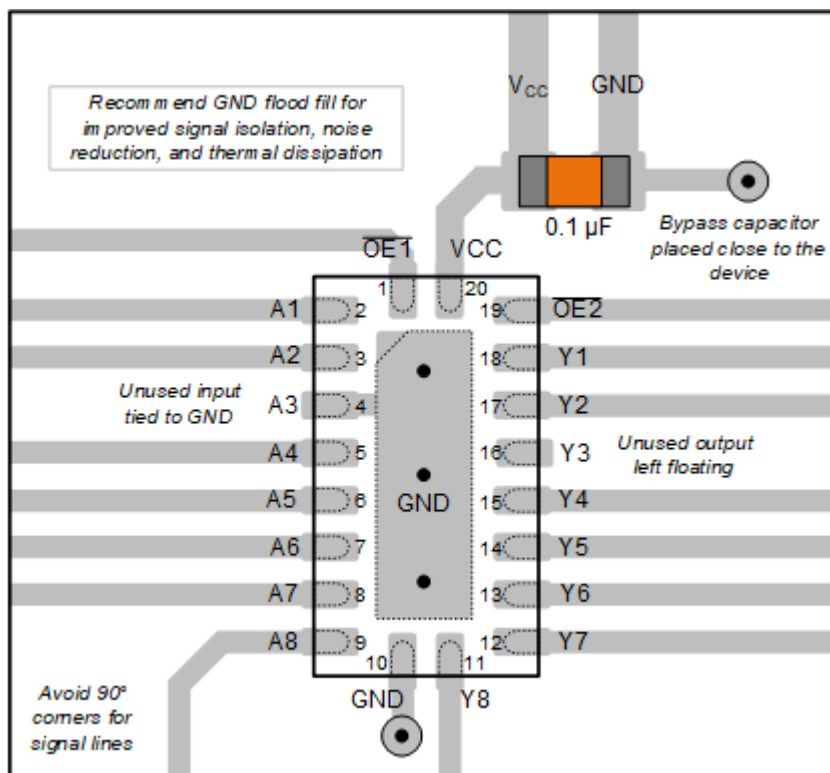 Recommend GND flood fill for
improved signal isolation, noise
reduction, and thermal dissipation
VCC GND
0.1 µF
Bypass capacitor
placed close to the
device
OE1 VCC
1 20
A1 2 19 OE2
A2 3 18 Y1
Unused input
tied to GND
A3 4 17 Y2
A4 5 16 Y3
Unused output
left floating
A5 6 GND 15 Y4
A6 7 14 Y5
A7 8 13 Y6
A8 9 12 Y7
10 11
GND Y8
Avoid 90°
corners for
signal lines